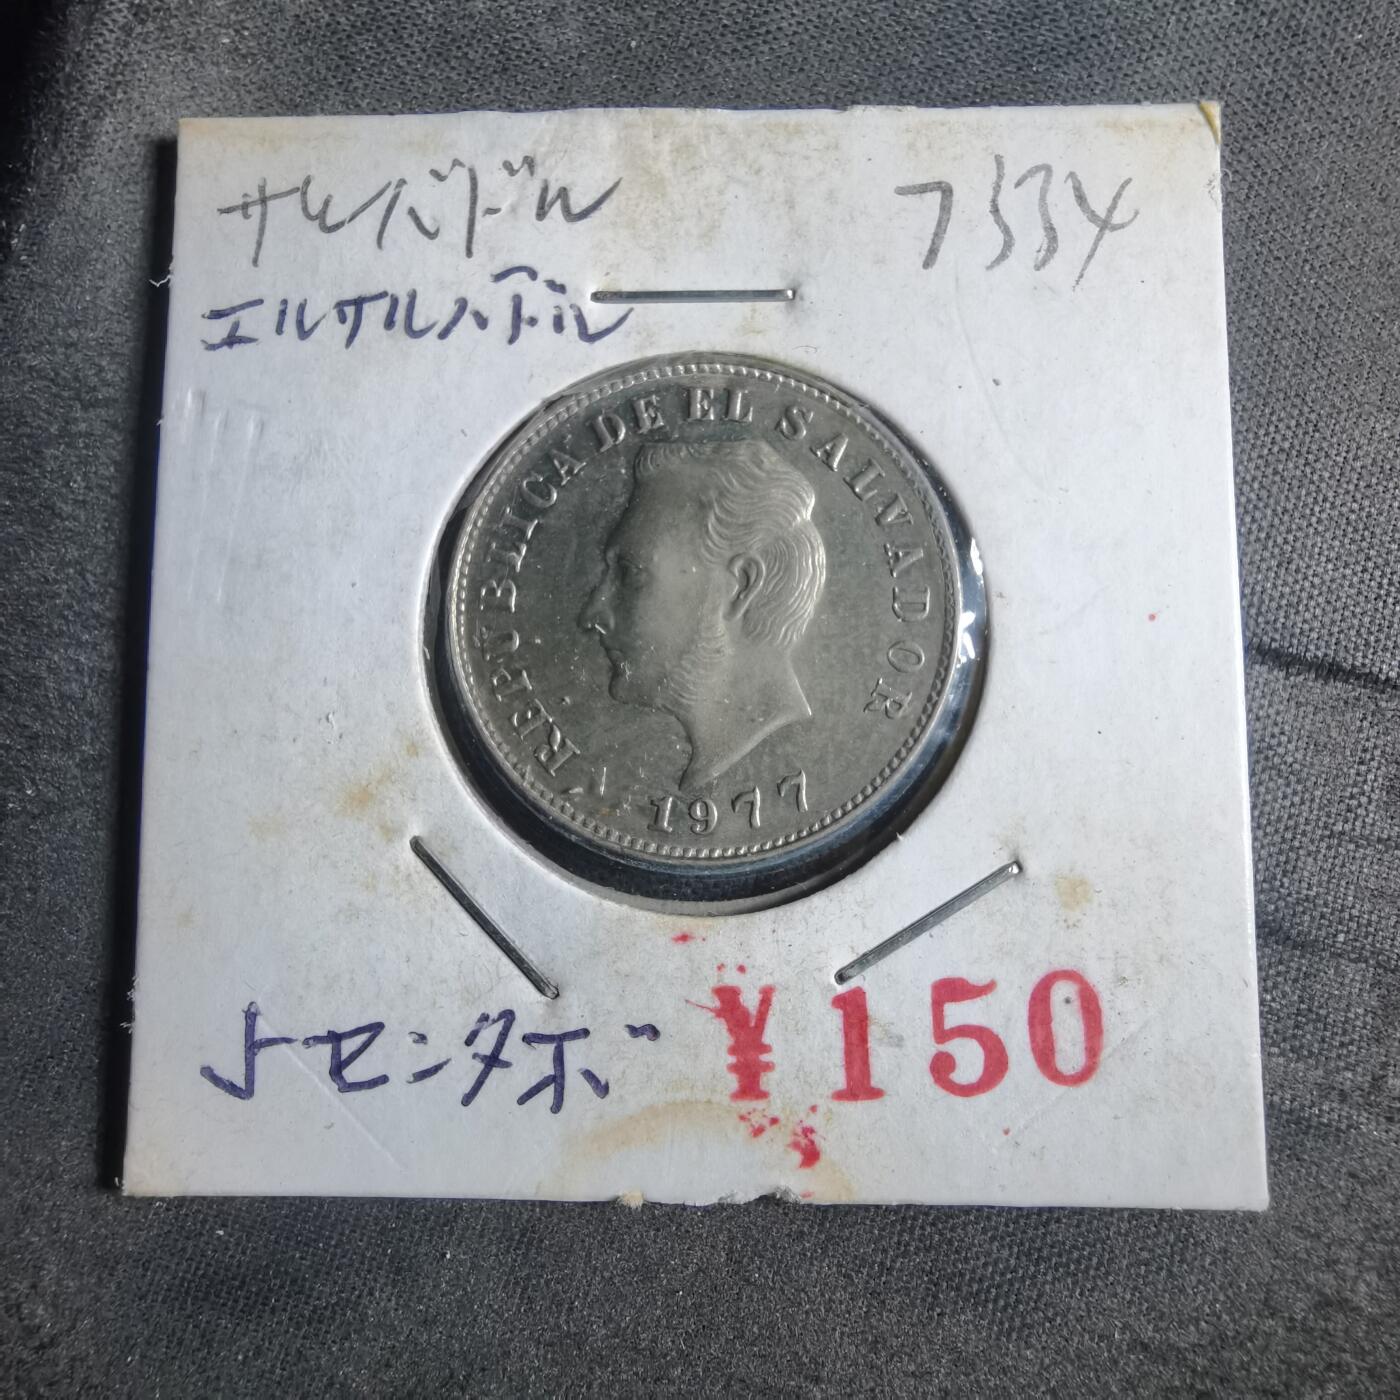 サルバドル 7334
エルサルバドル
REPUBLICA DE EL SALVADOR
1977
5センタボ ¥150